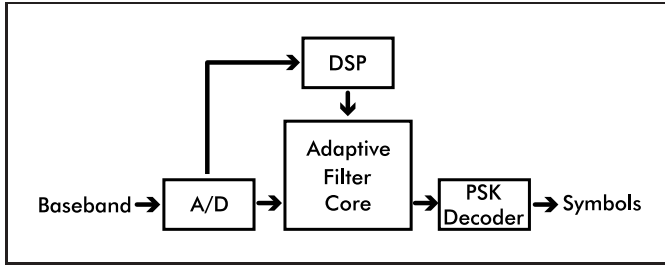 DSP
Adaptive
Filter
Core
Baseband
A/D
PSK
Decoder
Symbols